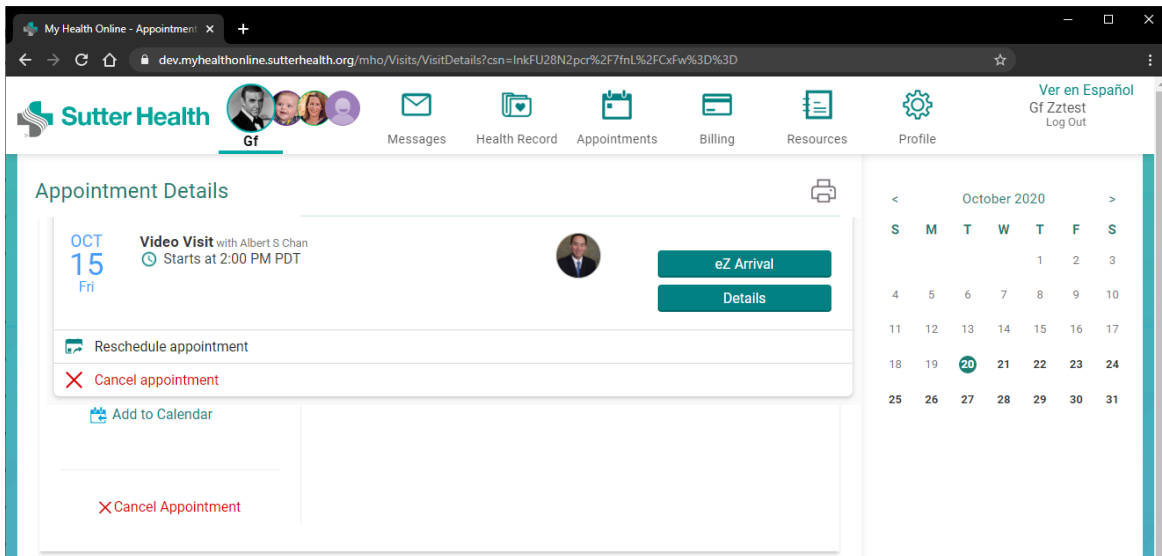 My Health Online - Appointment
dev.myhealthonline.sutterhealth.org/mho/Visits/VisitDetails?csn=InkFU28N2pcr%2F7fnL%2FCxFw%3D%3D
Sutter Health
Gf
Messages
Health Record
Appointments
Billing
Resources
Profile
Ver en Español
Gf Zztest
Log Out
Appointment Details
OCT
15
Fri
Video Visit with Albert S Chan
Starts at 2:00 PM PDT
eZ Arrival
Details
Reschedule appointment
Cancel appointment
Add to Calendar
Cancel Appointment
< October 2020 >
S M T W T F S
1 2 3
4 5 6 7 8 9 10
11 12 13 14 15 16 17
18 19 20 21 22 23 24
25 26 27 28 29 30 31